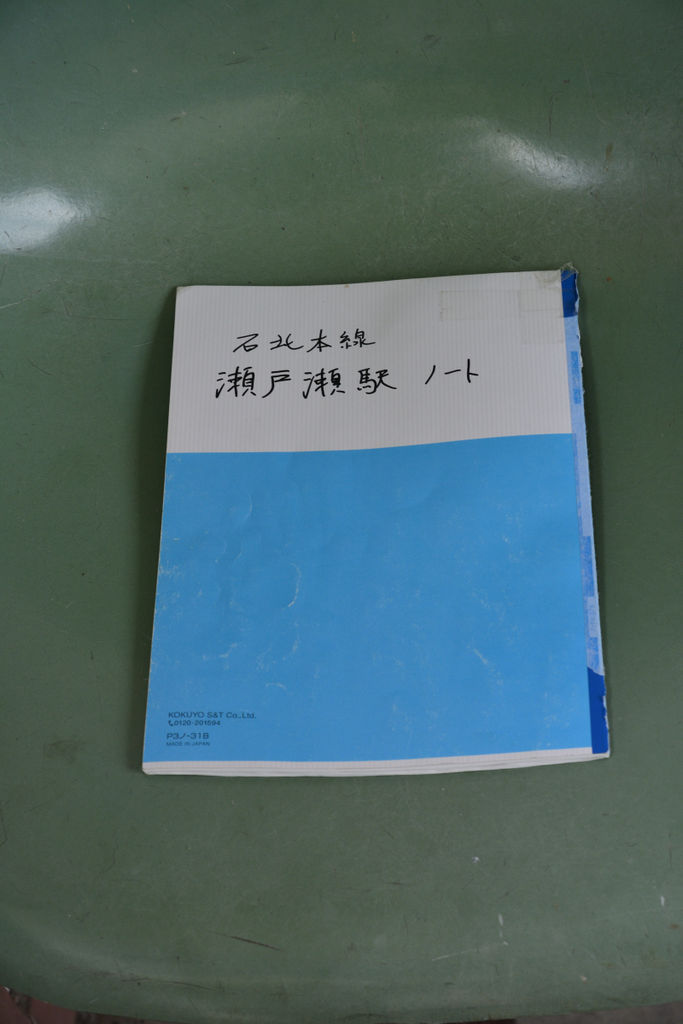 石北本線
瀬戸瀬駅 ノート
KOKUYO S&T Co.,Ltd.
0120-201594
P3ノ-31B
MADE IN JAPAN